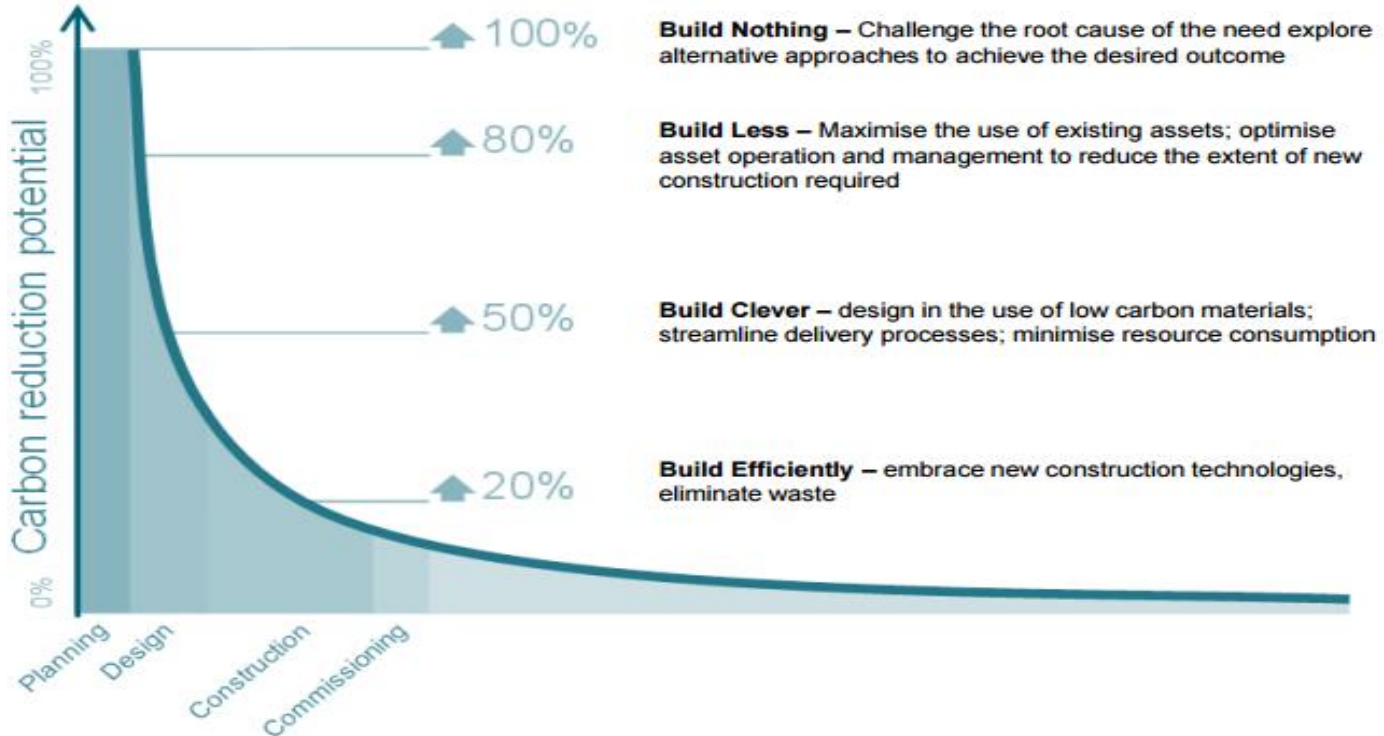 100%
Carbon reduction potential
0%
100%
Build Nothing – Challenge the root cause of the need explore
alternative approaches to achieve the desired outcome
80%
Build Less – Maximise the use of existing assets; optimise
asset operation and management to reduce the extent of new
construction required
50%
Build Clever – design in the use of low carbon materials;
streamline delivery processes; minimise resource consumption
20%
Build Efficiently – embrace new construction technologies,
eliminate waste
Planning
Design
Construction
Commissioning